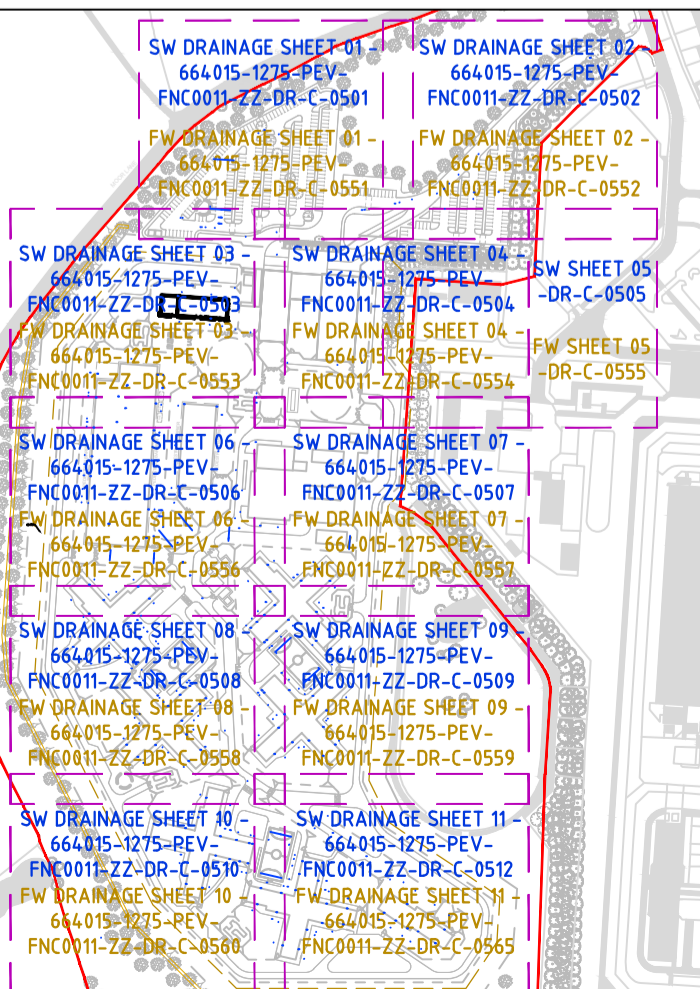 SW DRAINAGE SHEET 01 -
664015-1275-PEV-
FNC0011-ZZ-DR-C-0501
FW DRAINAGE SHEET 01 -
664015-1275-PEV-
FNC0011-ZZ-DR-C-0551
SW DRAINAGE SHEET 02 -
664015-1275-PEV-
FNC0011-ZZ-DR-C-0502
FW DRAINAGE SHEET 02 -
664015-1275-PEV-
FNC0011-ZZ-DR-C-0552
SW DRAINAGE SHEET 03 -
664015-1275-PEV-
FNC0011-ZZ-DR-C-0503
FW DRAINAGE SHEET 03 -
664015-1275-PEV-
FNC0011-ZZ-DR-C-0553
SW DRAINAGE SHEET 04 -
664015-1275-PEV-
FNC0011-ZZ-DR-C-0504
FW DRAINAGE SHEET 04 -
664015-1275-PEV-
FNC0011-ZZ-DR-C-0554
SW SHEET 05
-DR-C-0505
FW SHEET 05
-DR-C-0555
SW DRAINAGE SHEET 06 -
664015-1275-PEV-
FNC0011-ZZ-DR-C-0506
FW DRAINAGE SHEET 06 -
664015-1275-PEV-
FNC0011-ZZ-DR-C-0556
SW DRAINAGE SHEET 07 -
664015-1275-PEV-
FNC0011-ZZ-DR-C-0507
FW DRAINAGE SHEET 07 -
664015-1275-PEV-
FNC0011-ZZ-DR-C-0557
SW DRAINAGE SHEET 08 -
664015-1275-PEV-
FNC0011-ZZ-DR-C-0508
FW DRAINAGE SHEET 08 -
664015-1275-PEV-
FNC0011-ZZ-DR-C-0558
SW DRAINAGE SHEET 09 -
664015-1275-PEV-
FNC0011-ZZ-DR-C-0509
FW DRAINAGE SHEET 09 -
664015-1275-PEV-
FNC0011-ZZ-DR-C-0559
SW DRAINAGE SHEET 10 -
664015-1275-PEV-
FNC0011-ZZ-DR-C-0510
FW DRAINAGE SHEET 10 -
664015-1275-PEV-
FNC0011-ZZ-DR-C-0560
SW DRAINAGE SHEET 11 -
664015-1275-PEV-
FNC0011-ZZ-DR-C-0512
FW DRAINAGE SHEET 11 -
664015-1275-PEV-
FNC0011-ZZ-DR-C-0565